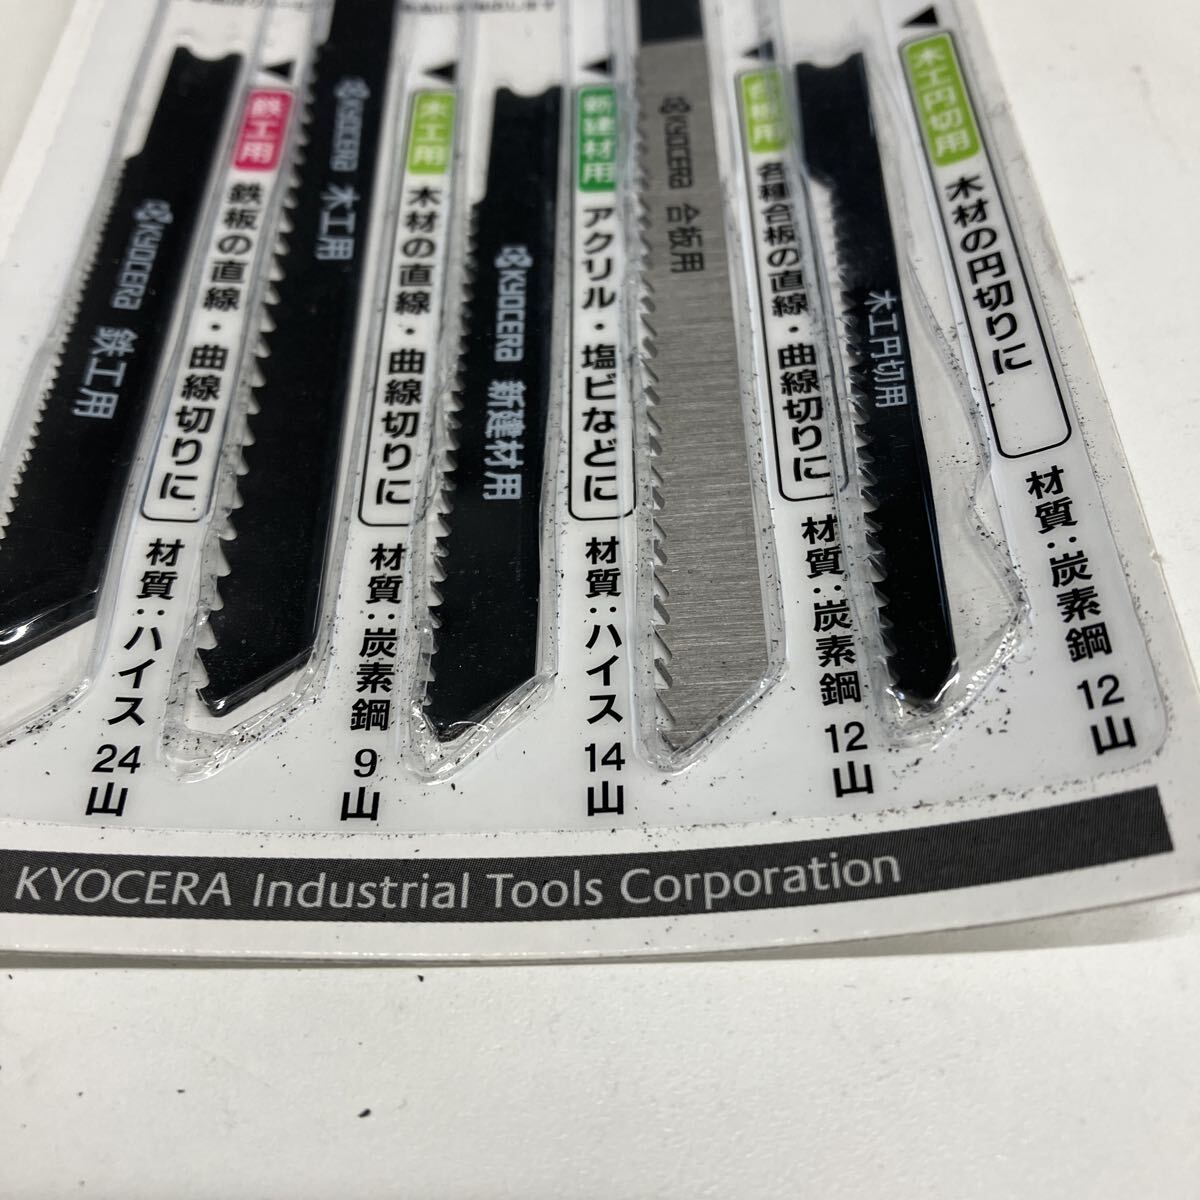 鉄工用
鉄板の直線・曲線切りに
材質：ハイス
24山
KYOCERA 鉄工用
木工用
木材の直線・曲線切りに
材質：炭素鋼
9山
KYOCERA 木工用
新建材用
アクリル・塩ビなどに
材質：ハイス
14山
KYOCERA 新建材用
合板用
各種合板の直線・曲線切りに
材質：炭素鋼
12山
KYOCERA 合板用
木工円切用
木材の円切りに
材質：炭素鋼
12山
木工円切用
KYOCERA Industrial Tools Corporation